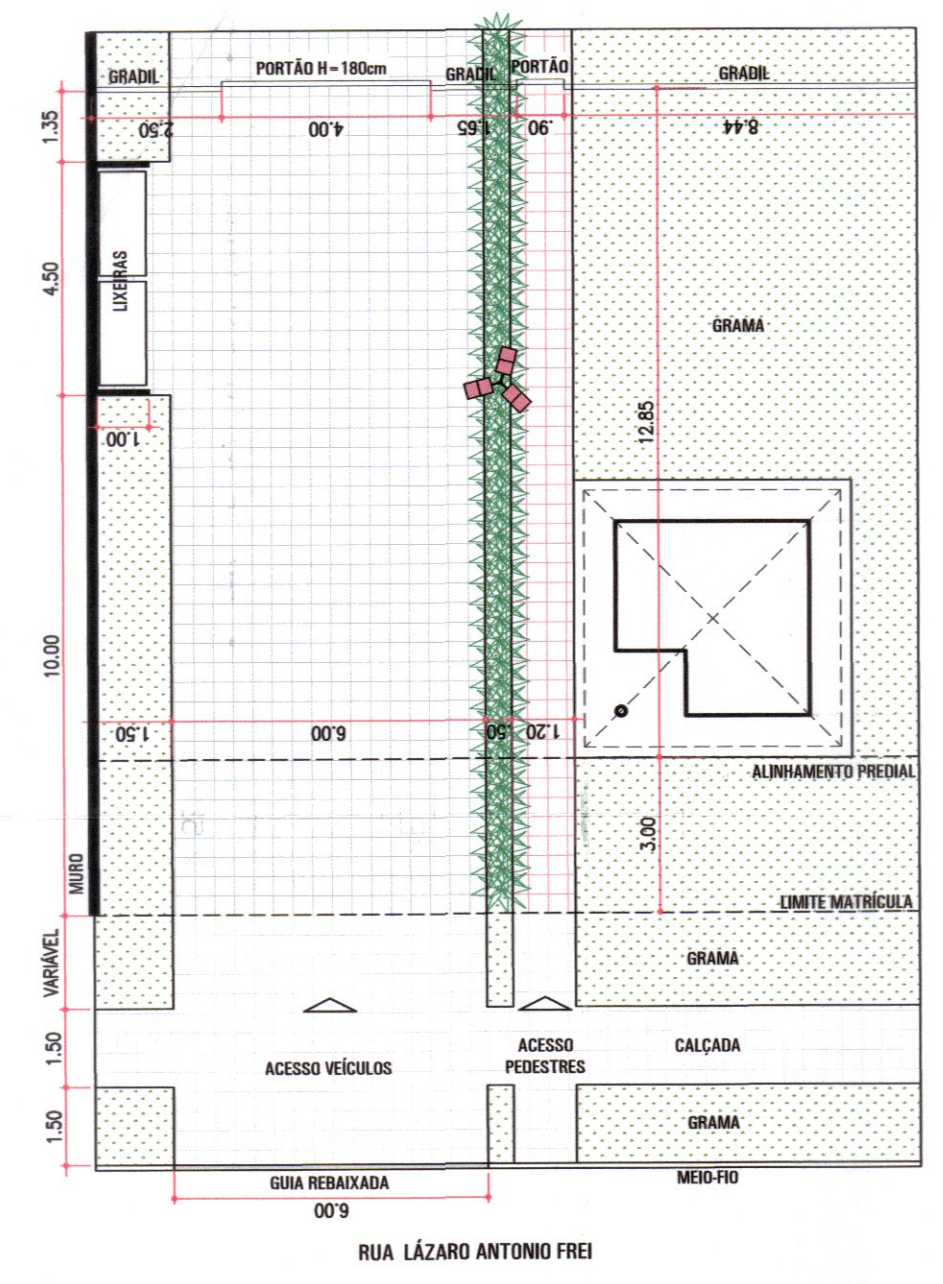 GRADIL
PORTÃO H=180cm
GRADIL
PORTÃO
GRADIL
1.35
2.50
4.00
1.65
.90
8.44
4.50
LIXEIRAS
GRAMA
1.00
12.85
10.00
1.50
6.00
.50
1.20
ALINHAMENTO PREDIAL
3.00
MURO
LIMITE MATRÍCULA
VARIÁVEL
GRAMA
1.50
ACESSO VEÍCULOS
ACESSO
PEDESTRES
CALÇADA
1.50
GRAMA
GUIA REBAIXADA
MEIO-FIO
6.00
RUA LÁZARO ANTONIO FREI